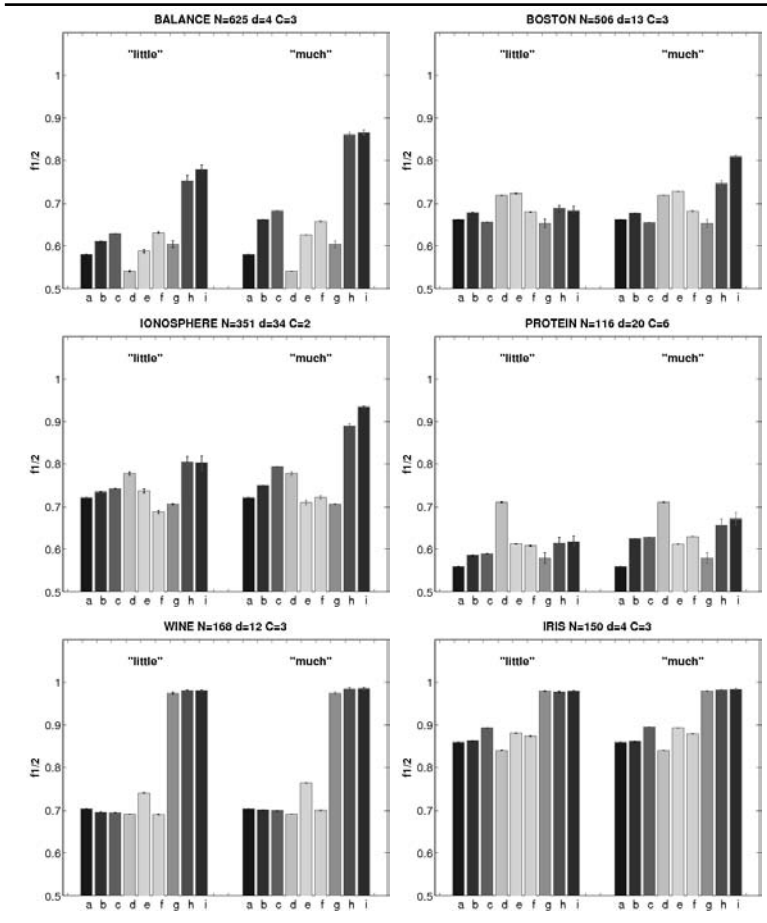 BALANCE N=625 d=4 C=3
"little" "much"
1
0.9
0.8
0.7
0.6
0.5
f1/2
a b c d e f g h i a b c d e f g h i
BOSTON N=506 d=13 C=3
"little" "much"
1
0.9
0.8
0.7
0.6
0.5
f1/2
a b c d e f g h i a b c d e f g h i
IONOSPHERE N=351 d=34 C=2
"little" "much"
1
0.9
0.8
0.7
0.6
0.5
f1/2
a b c d e f g h i a b c d e f g h i
PROTEIN N=116 d=20 C=6
"little" "much"
1
0.9
0.8
0.7
0.6
0.5
f1/2
a b c d e f g h i a b c d e f g h i
WINE N=168 d=12 C=3
"little" "much"
1
0.9
0.8
0.7
0.6
0.5
f1/2
a b c d e f g h i a b c d e f g h i
IRIS N=150 d=4 C=3
"little" "much"
1
0.9
0.8
0.7
0.6
0.5
f1/2
a b c d e f g h i a b c d e f g h i